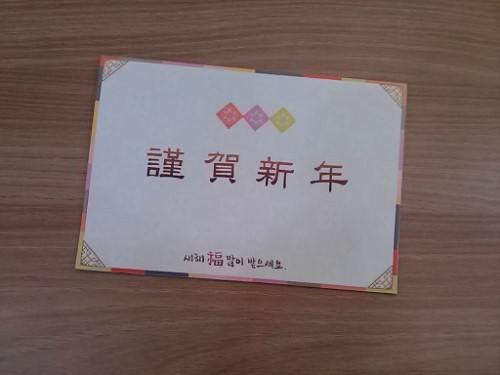 謹賀新年
새해 福 많이 받으세요.